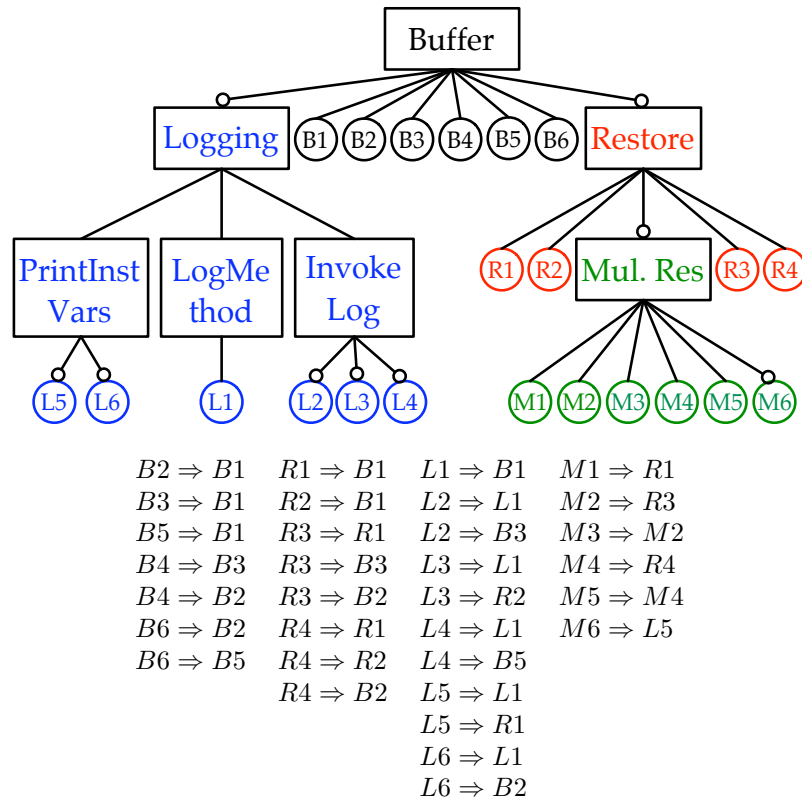 Buffer
Logging B1 B2 B3 B4 B5 B6 Restore
PrintInst
Vars
LogMe
thod
Invoke
Log
R1 R2 Mul. Res R3 R4
L5 L6 L1 L2 L3 L4 M1 M2 M3 M4 M5 M6
B2 ⇒ B1 R1 ⇒ B1 L1 ⇒ B1 M1 ⇒ R1
B3 ⇒ B1 R2 ⇒ B1 L2 ⇒ L1 M2 ⇒ R3
B5 ⇒ B1 R3 ⇒ R1 L2 ⇒ B3 M3 ⇒ M2
B4 ⇒ B3 R3 ⇒ B3 L3 ⇒ L1 M4 ⇒ R4
B4 ⇒ B2 R3 ⇒ B2 L3 ⇒ R2 M5 ⇒ M4
B6 ⇒ B2 R4 ⇒ R1 L4 ⇒ L1 M6 ⇒ L5
B6 ⇒ B5 R4 ⇒ R2 L4 ⇒ B5
R4 ⇒ B2 L5 ⇒ L1
L5 ⇒ R1
L6 ⇒ L1
L6 ⇒ B2